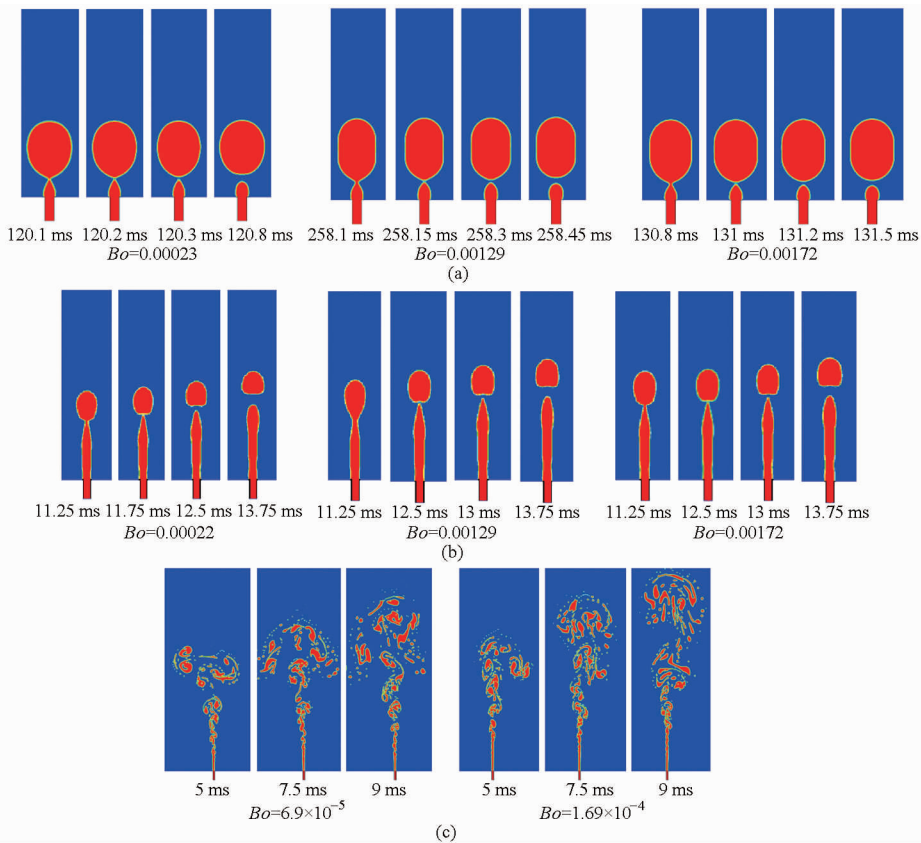 120.1 ms 120.2 ms 120.3 ms 120.8 ms 258.1 ms 258.15 ms 258.3 ms 258.45 ms 130.8 ms 131 ms 131.2 ms 131.5 ms
Bo=0.00023 Bo=0.00129 Bo=0.00172
(a)
11.25 ms 11.75 ms 12.5 ms 13.75 ms 11.25 ms 12.5 ms 13 ms 13.75 ms 11.25 ms 12.5 ms 13 ms 13.75 ms
Bo=0.00022 Bo=0.00129 Bo=0.00172
(b)
5 ms 7.5 ms 9 ms 5 ms 7.5 ms 9 ms
Bo=6.9×10⁻⁵ Bo=1.69×10⁻⁴
(c)